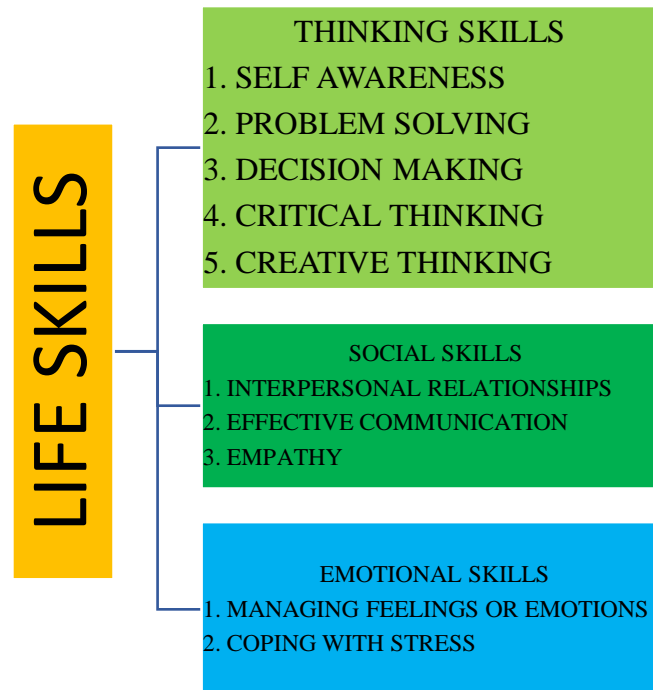 LIFE SKILLS
THINKING SKILLS
1. SELF AWARENESS
2. PROBLEM SOLVING
3. DECISION MAKING
4. CRITICAL THINKING
5. CREATIVE THINKING
SOCIAL SKILLS
1. INTERPERSONAL RELATIONSHIPS
2. EFFECTIVE COMMUNICATION
3. EMPATHY
EMOTIONAL SKILLS
1. MANAGING FEELINGS OR EMOTIONS
2. COPING WITH STRESS